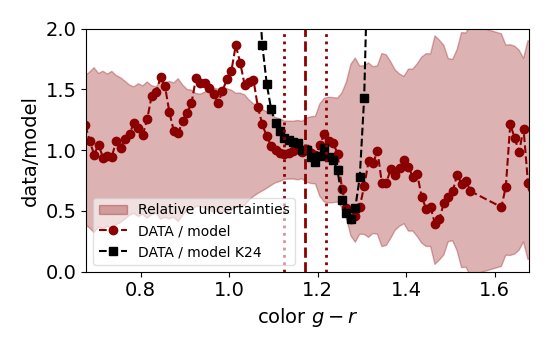 2.0
1.5
1.0
0.5
0.0
data/model
Relative uncertainties
DATA / model
DATA / model K24
0.8 1.0 1.2 1.4 1.6
color g − r